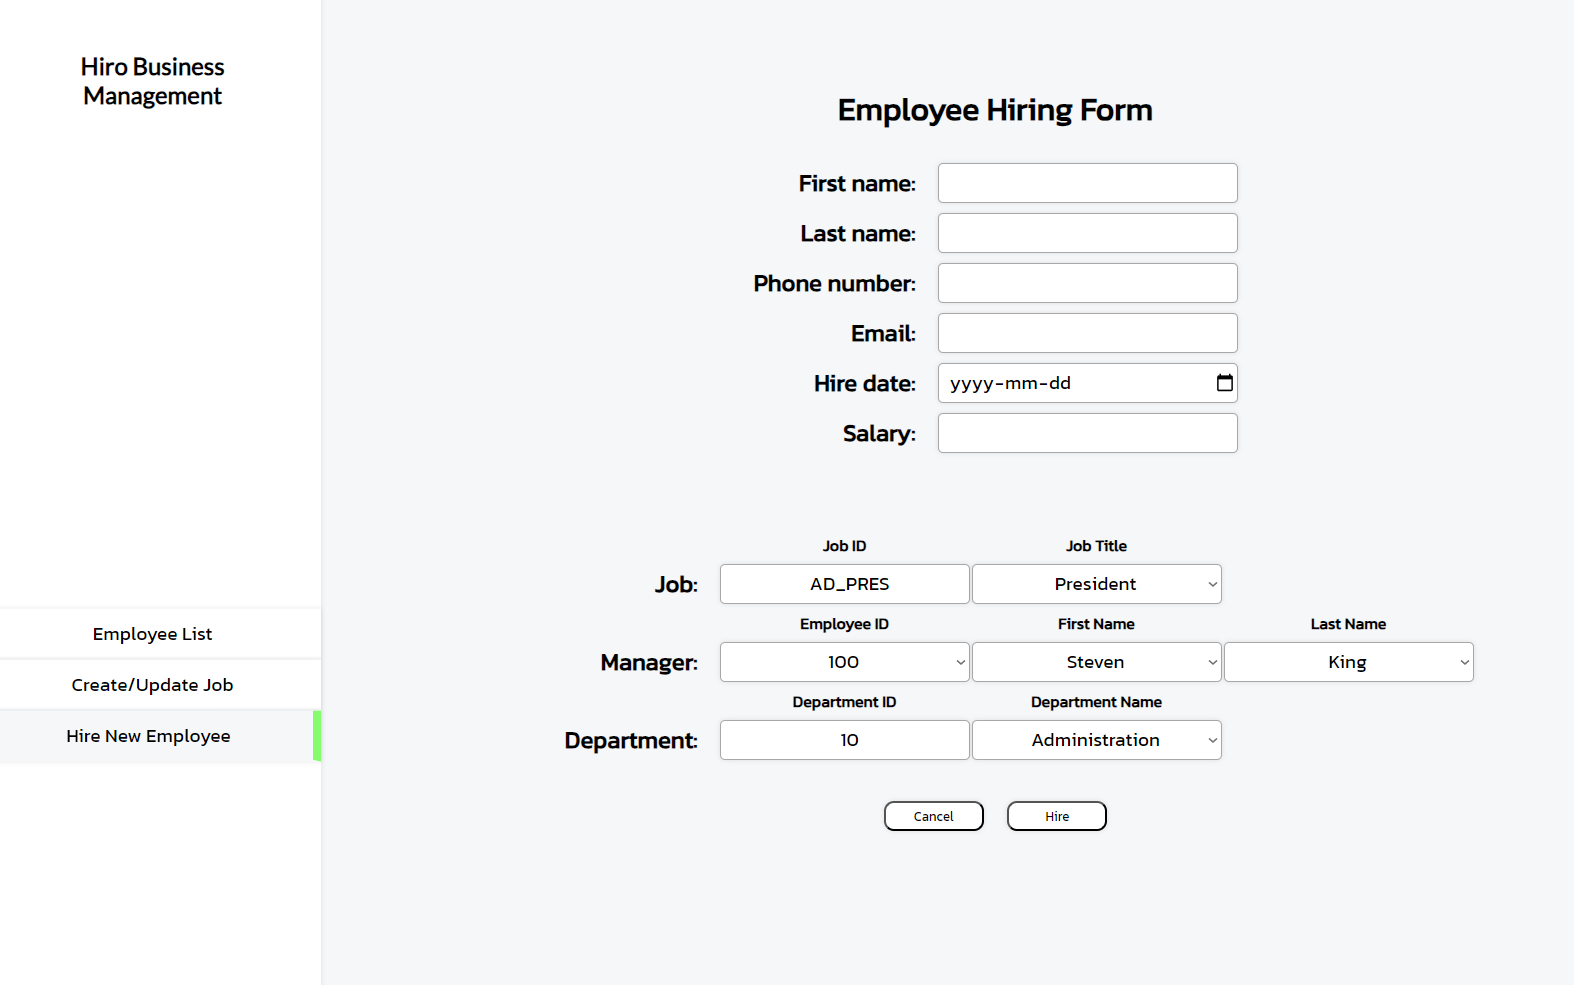 Hiro Business
Management
Employee List
Create/Update Job
Hire New Employee
Employee Hiring Form
First name:
Last name:
Phone number:
Email:
Hire date: yyyy-mm-dd
Salary:
Job ID Job Title
Job: AD_PRES President
Employee ID First Name Last Name
Manager: 100 Steven King
Department ID Department Name
Department: 10 Administration
Cancel Hire